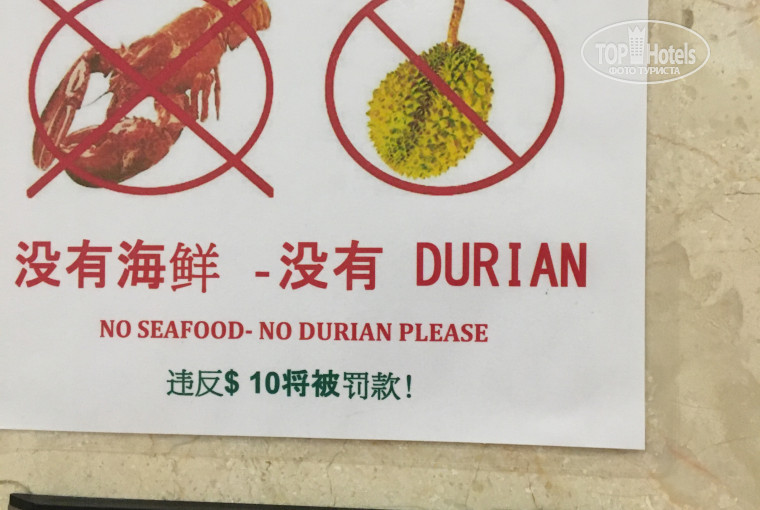 TOP Hotels
ФОТО ТУРИСТА
没有海鲜 -没有 DURIAN
NO SEAFOOD- NO DURIAN PLEASE
违反$ 10将被罚款!